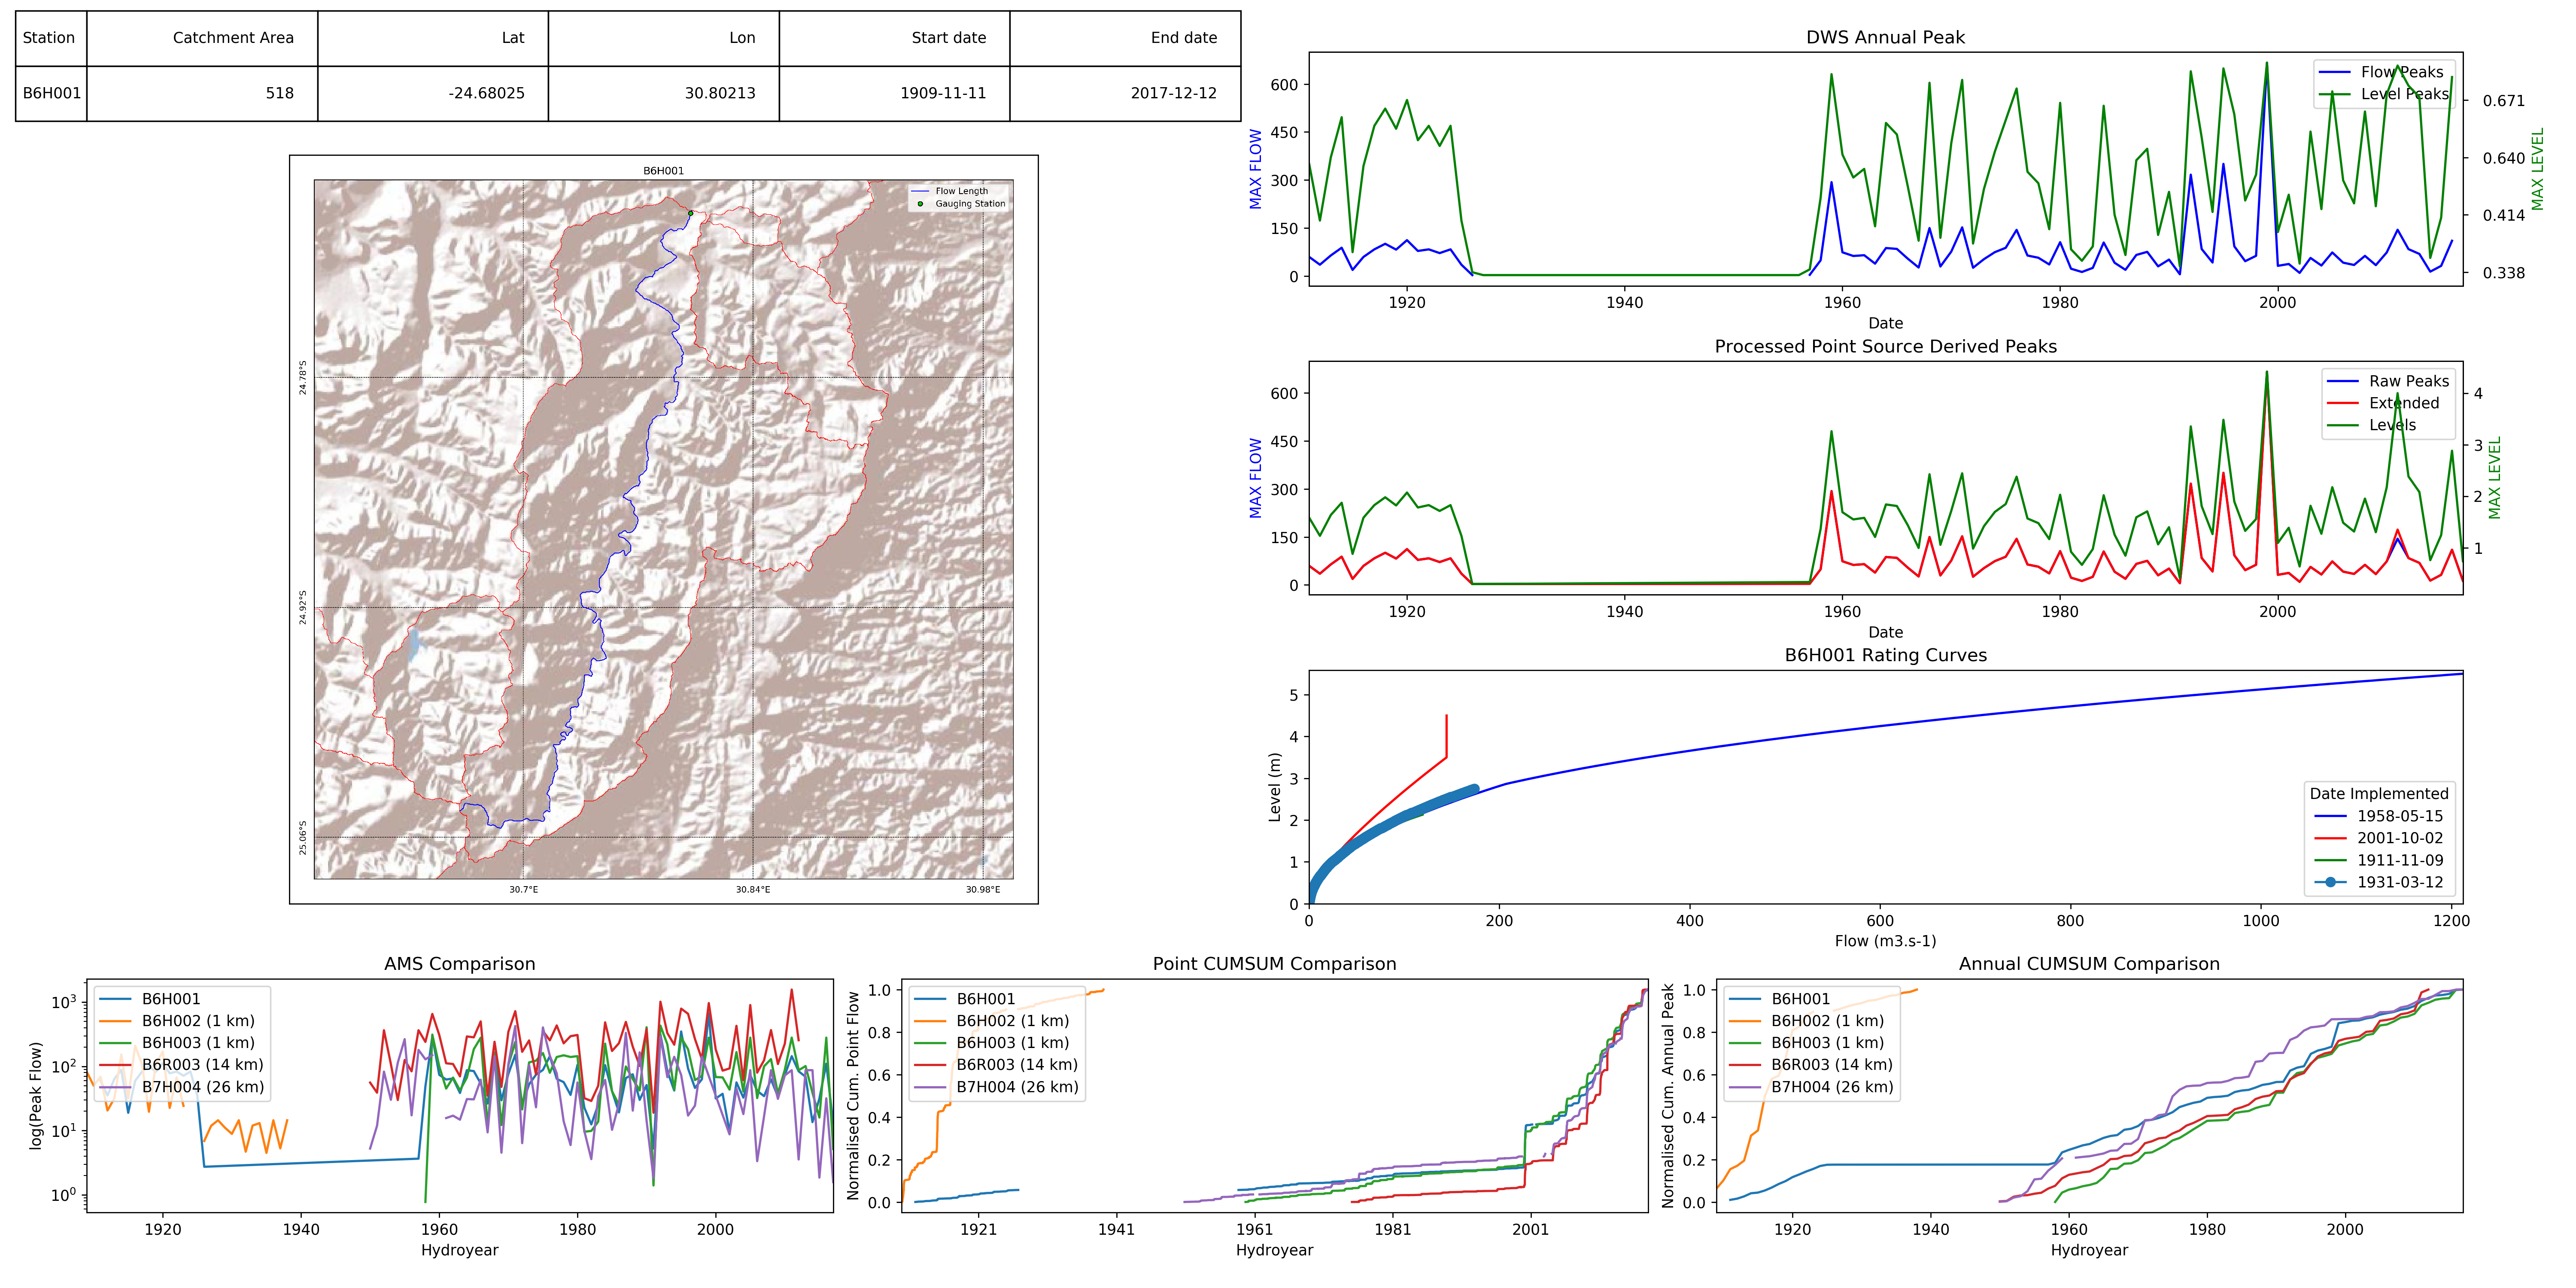 Station Catchment Area Lat Lon Start date End date
B6H001 518 -24.68025 30.80213 1909-11-11 2017-12-12
B6H001
Flow Length
Gauging Station
24.78°S
24.92°S
25.06°S
30.7°E 30.84°E 30.98°E
DWS Annual Peak
Flow Peaks
Level Peaks
MAX FLOW
600
450
300
150
0
0.671
0.640
0.414
0.338
MAX LEVEL
1920 1940 1960 1980 2000
Date
Processed Point Source Derived Peaks
Raw Peaks
Extended
Levels
MAX FLOW
600
450
300
150
0
4
3
2
1
MAX LEVEL
1920 1940 1960 1980 2000
Date
B6H001 Rating Curves
Level (m)
5
4
3
2
1
0
Date Implemented
1958-05-15
2001-10-02
1911-11-09
1931-03-12
0 200 400 600 800 1000 1200
Flow (m3.s-1)
AMS Comparison
log(Peak Flow)
10³
10²
10¹
10⁰
B6H001
B6H002 (1 km)
B6H003 (1 km)
B6R003 (14 km)
B7H004 (26 km)
1920 1940 1960 1980 2000
Hydroyear
Point CUMSUM Comparison
Normalised Cum. Point Flow
1.0
0.8
0.6
0.4
0.2
0.0
B6H001
B6H002 (1 km)
B6H003 (1 km)
B6R003 (14 km)
B7H004 (26 km)
1921 1941 1961 1981 2001
Hydroyear
Annual CUMSUM Comparison
Normalised Cum. Annual Peak
1.0
0.8
0.6
0.4
0.2
0.0
B6H001
B6H002 (1 km)
B6H003 (1 km)
B6R003 (14 km)
B7H004 (26 km)
1920 1940 1960 1980 2000
Hydroyear